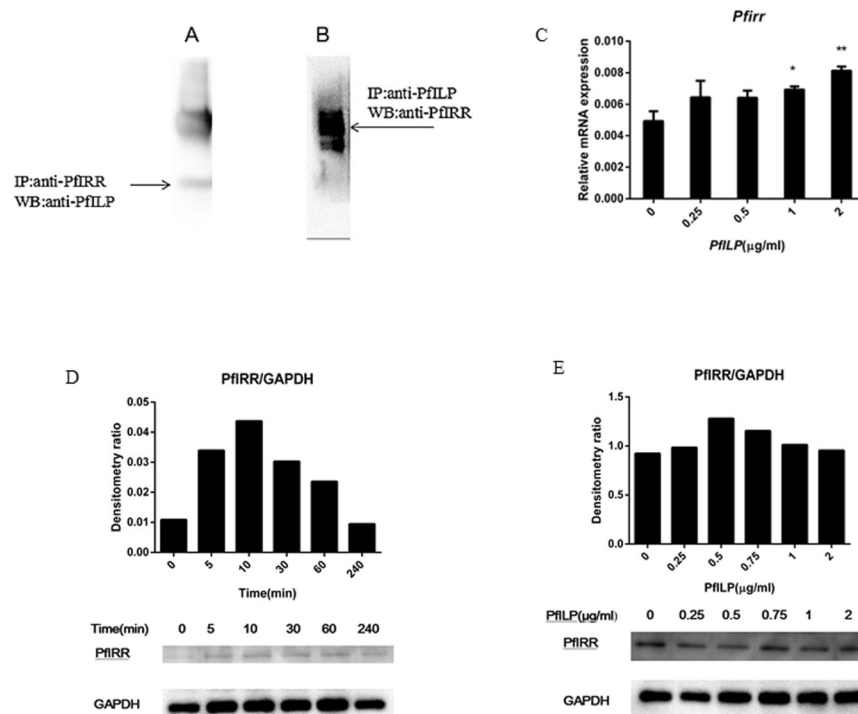 A
B
IP:anti-PfIRR
WB:anti-PfILP
IP:anti-PfILP
WB:anti-PfIRR
C
Pfirr
Relative mRNA expression
0.010
0.008
0.006
0.004
0.002
0.000
*
**
0
0.25
0.5
1
2
PfILP(μg/ml)
D
PfIRR/GAPDH
Densitometry ratio
0.05
0.04
0.03
0.02
0.01
0.00
0
5
10
30
60
240
Time(min)
Time(min) 0 5 10 30 60 240
PfIRR
GAPDH
E
PfIRR/GAPDH
Densitometry ratio
1.5
1.0
0.5
0.0
0
0.25
0.5
0.75
1
2
PfILP(μg/ml)
PfILP(μg/ml) 0 0.25 0.5 0.75 1 2
PfIRR
GAPDH